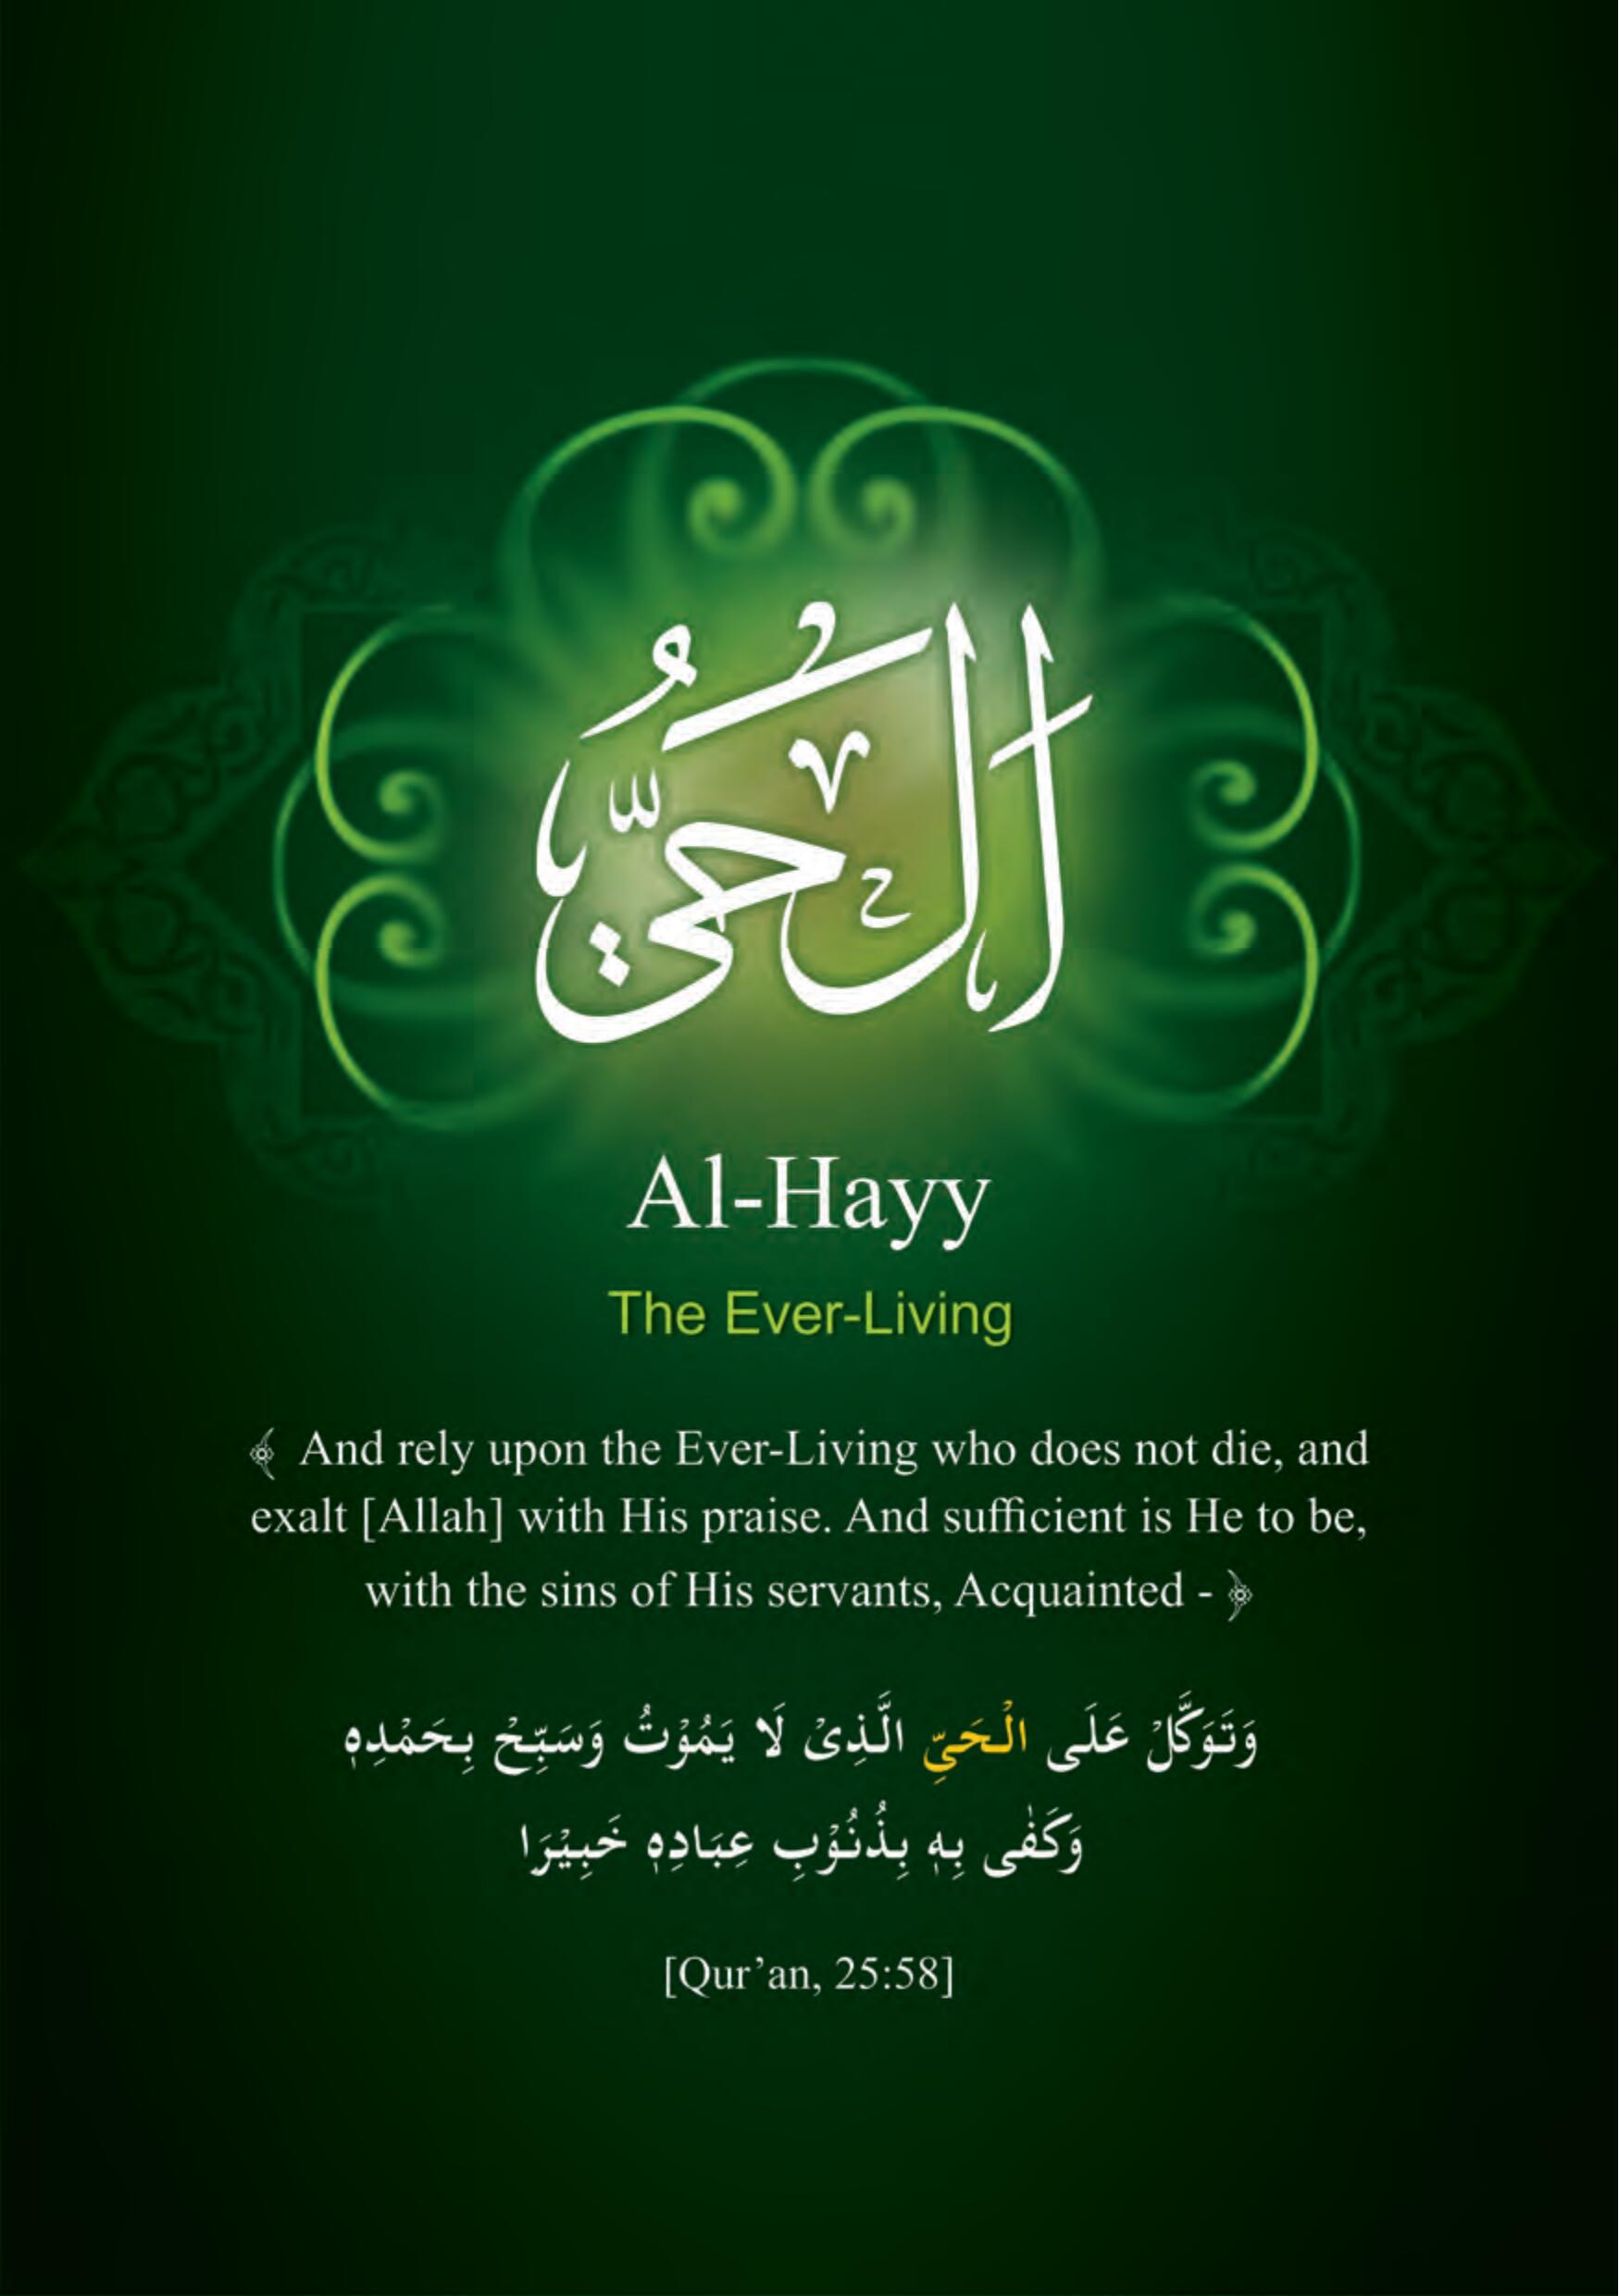 اَلْحَيُّ
Al-Hayy
The Ever-Living
﴾ And rely upon the Ever-Living who does not die, and
exalt [Allah] with His praise. And sufficient is He to be,
with the sins of His servants, Acquainted - ﴿
وَتَوَكَّلْ عَلَى الْحَيِّ الَّذِىْ لَا يَمُوْتُ وَسَبِّحْ بِحَمْدِهٖ
وَكَفٰى بِهٖ بِذُنُوْبِ عِبَادِهٖ خَبِيْرَا
[Qur’an, 25:58]